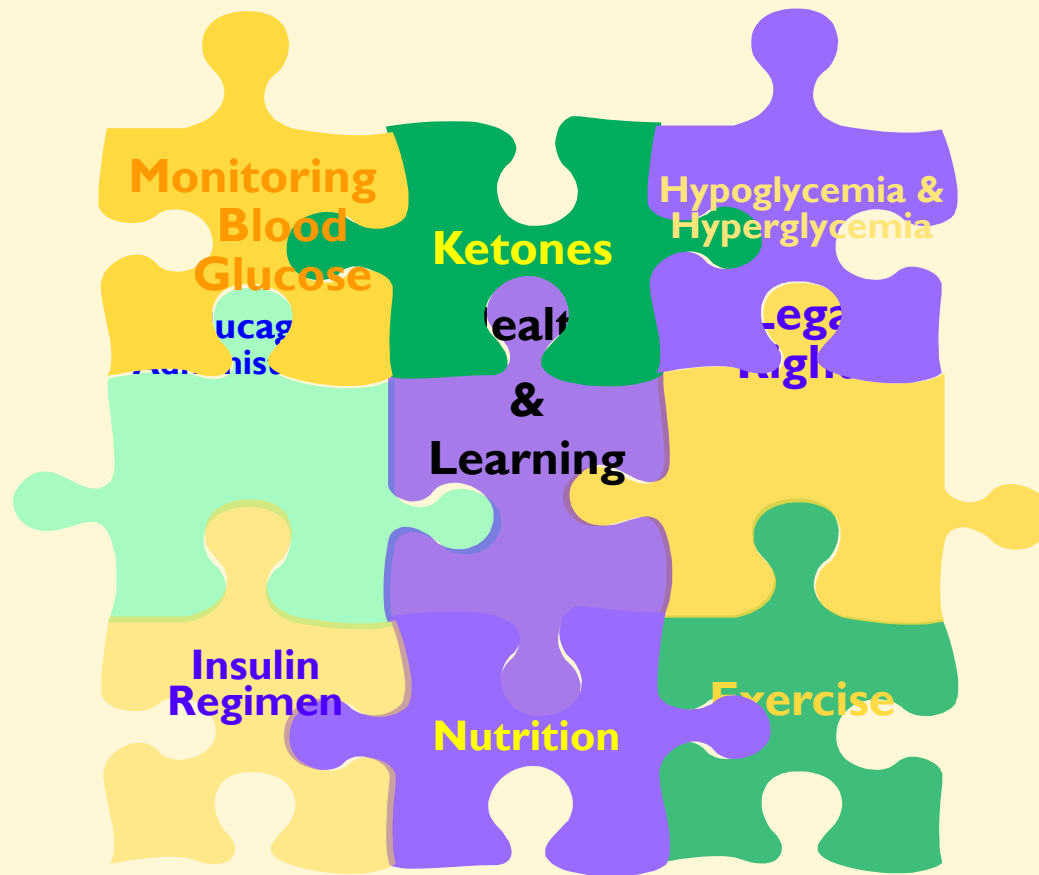 Monitoring
Blood
Glucose
Ketones
Hypoglycemia &
Hyperglycemia
&
Learning
Insulin
Regimen
Nutrition
Exercise